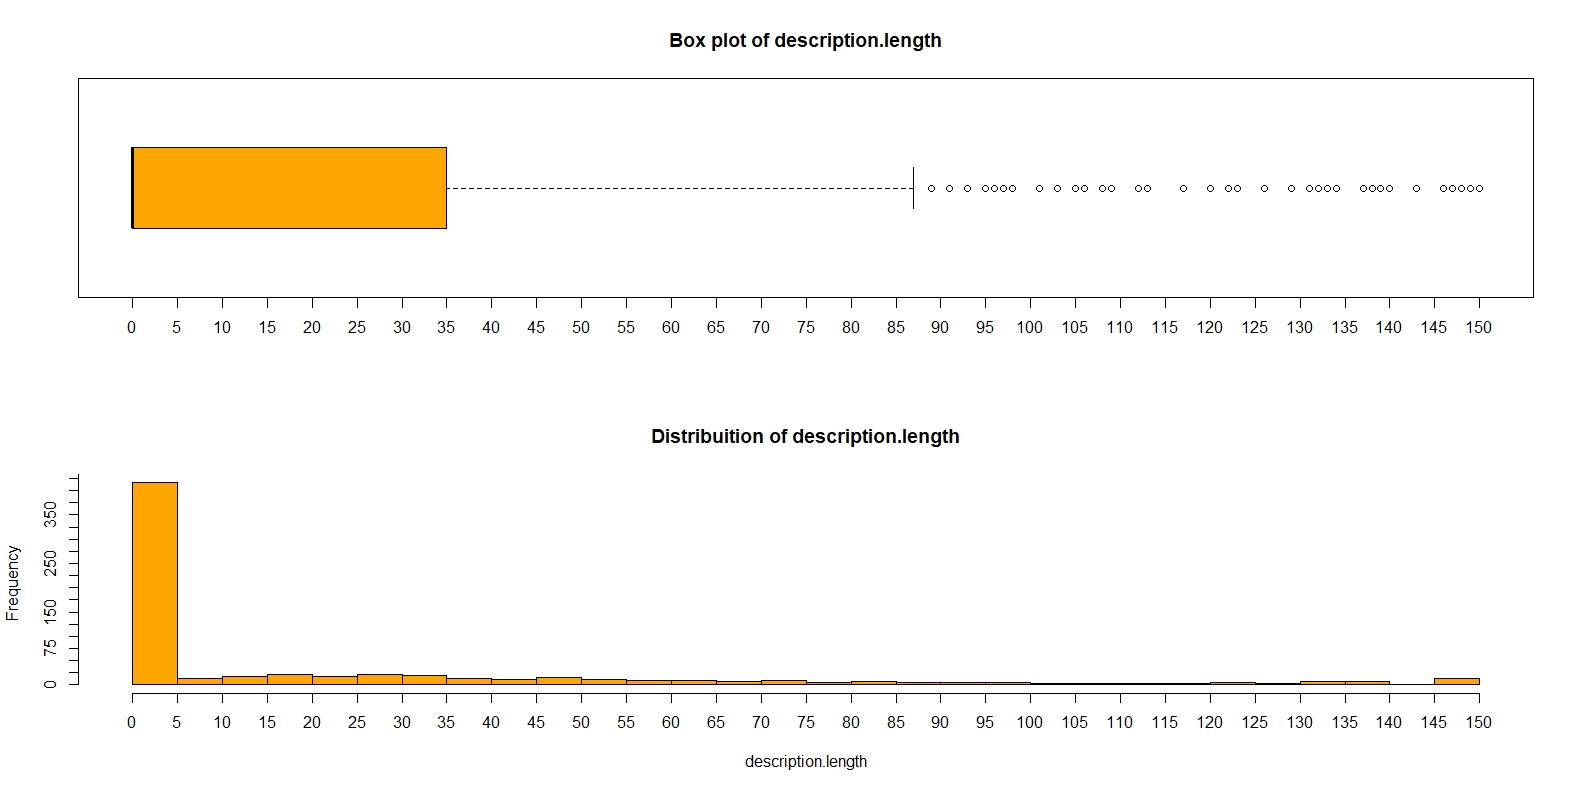 Box plot of description.length
0 5 10 15 20 25 30 35 40 45 50 55 60 65 70 75 80 85 90 95 100 105 110 115 120 125 130 135 140 145 150
Distribuition of description.length
Frequency
350
250
150
75
0
0 5 10 15 20 25 30 35 40 45 50 55 60 65 70 75 80 85 90 95 100 105 110 115 120 125 130 135 140 145 150
description.length